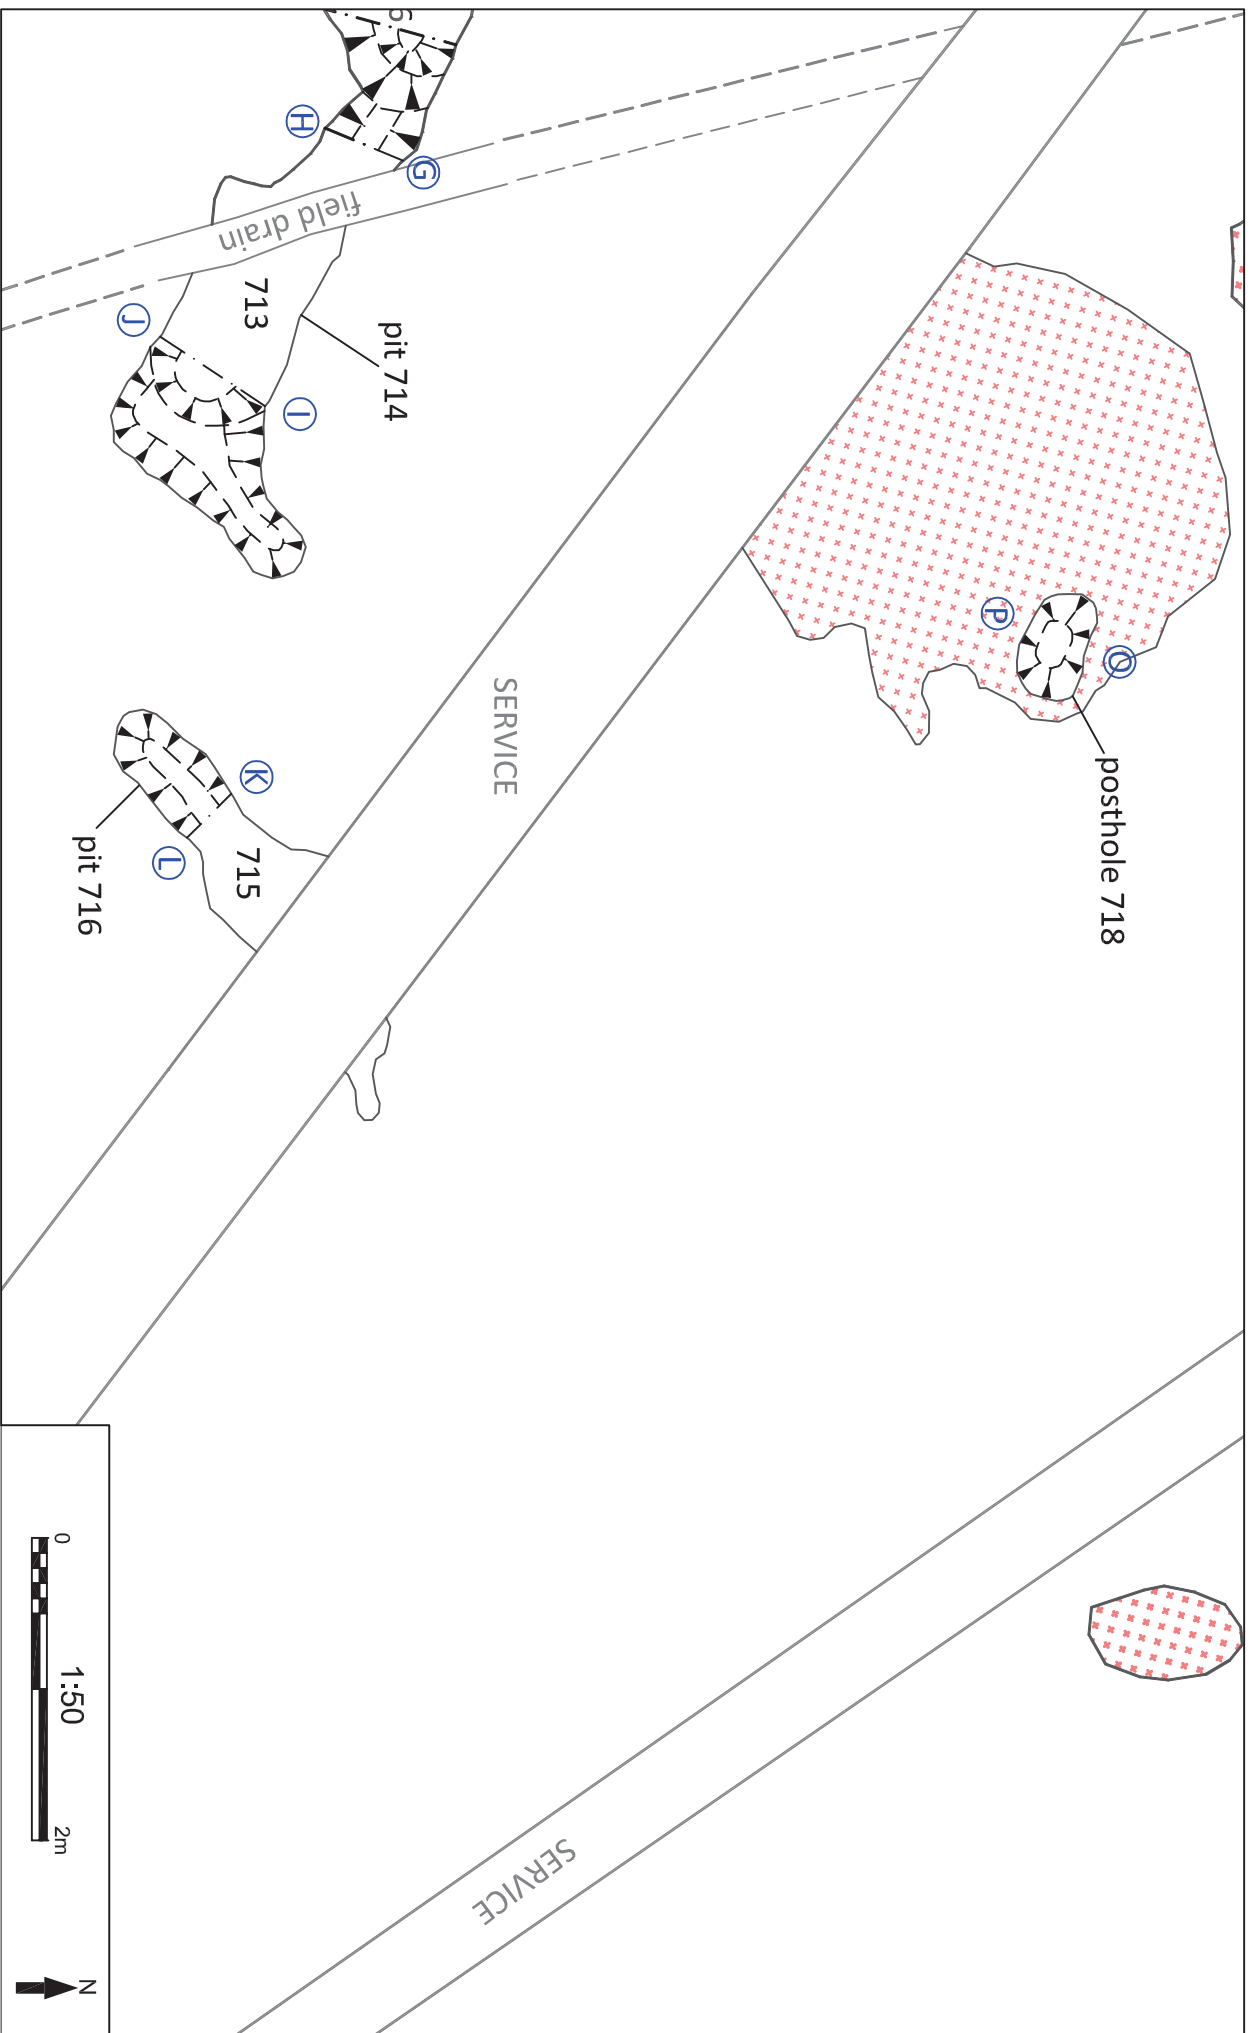 O
posthole 718
P
SERVICE
SERVICE
G
pit 714
H
I
field drain
713
K
715
L
J
pit 716
N
1:50
0 2m